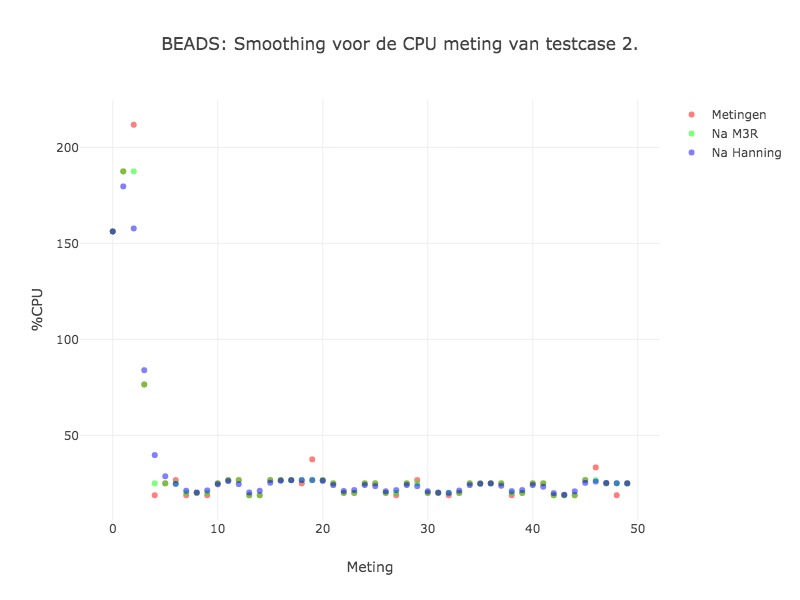 BEADS: Smoothing voor de CPU meting van testcase 2.
Metingen
Na M3R
Na Hanning
200
150
100
50
%CPU
0 10 20 30 40 50
Meting